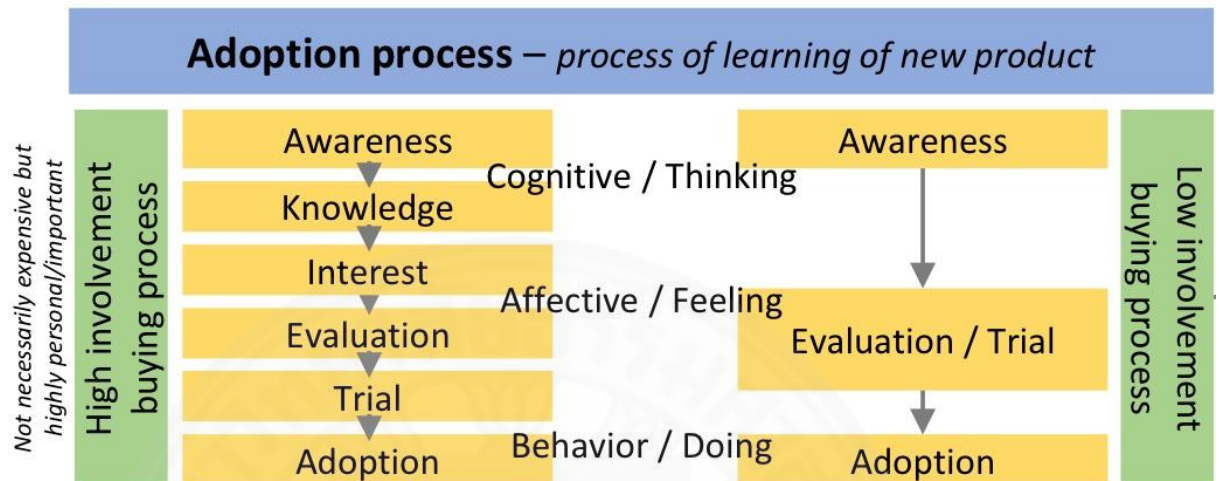 Adoption process – process of learning of new product
Not necessarily expensive but
highly personal/important
High involvement
buying process
Awareness
Knowledge
Interest
Evaluation
Trial
Adoption
Cognitive / Thinking
Affective / Feeling
Behavior / Doing
Awareness
Evaluation / Trial
Adoption
Low involvement
buying process